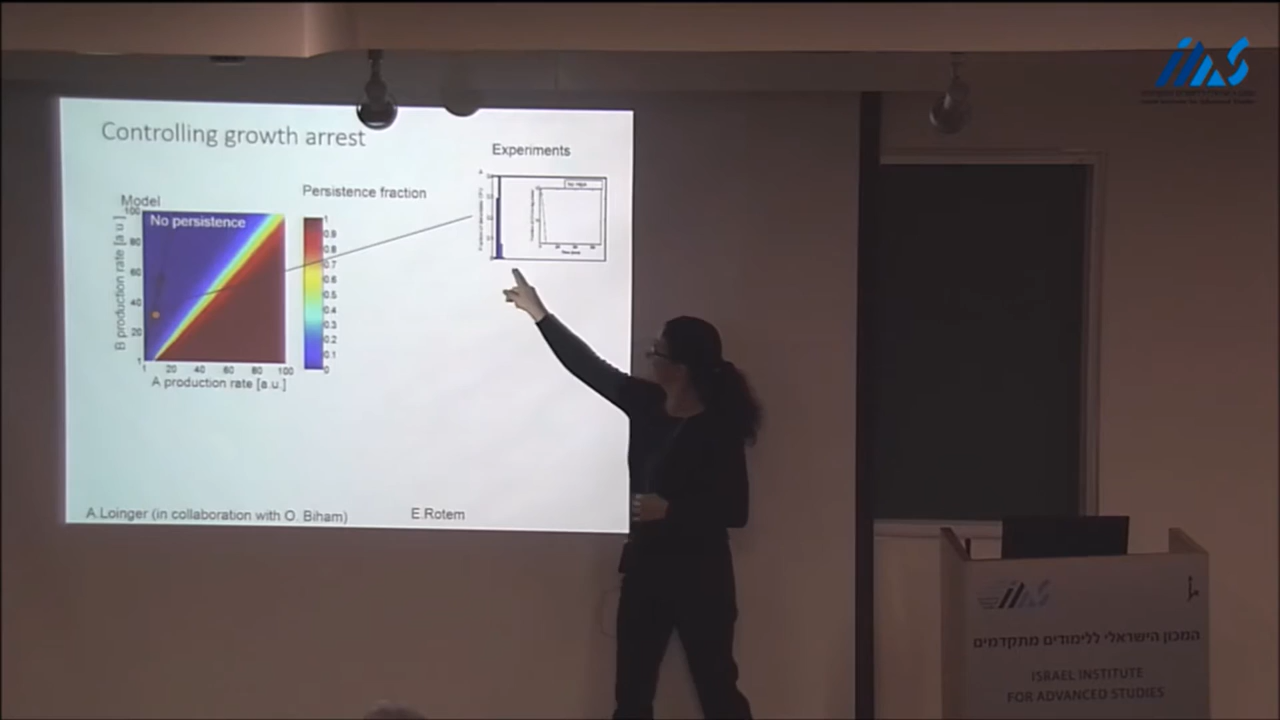 Controlling growth arrest
Experiments
Persistence fraction
Model
No persistence
B production rate [a.u.]
100
80
60
40
20
1
1 20 40 60 80 100
A production rate [a.u.]
1
0.9
0.8
0.7
0.6
0.5
0.4
0.3
0.2
0.1
0
A.Loinger (in collaboration with O. Biham)
E.Rotem
IIAS
המכון הישראלי ללימודים מתקדמים
ISRAEL INSTITUTE
FOR ADVANCED STUDIES